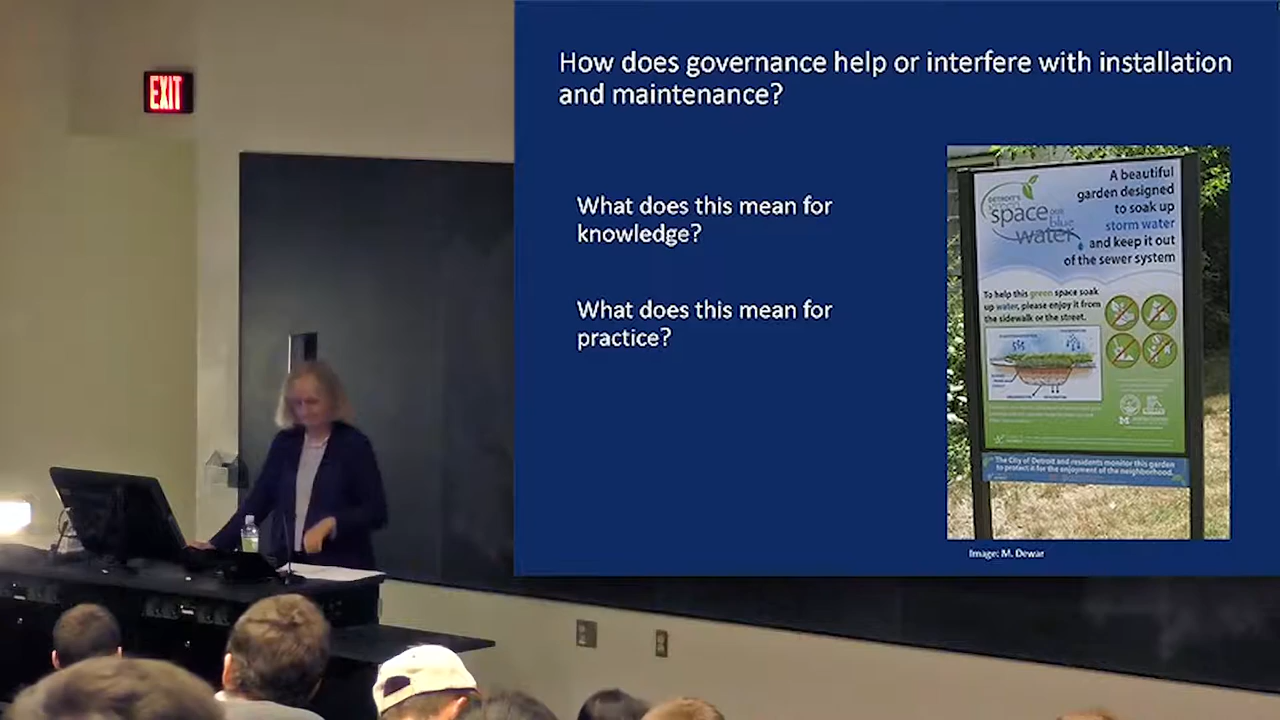 EXIT
How does governance help or interfere with installation
and maintenance?
What does this mean for
knowledge?
What does this mean for
practice?
DETROIT'S
space
our
blue
water
A beautiful
garden designed
to soak up
storm water
and keep it out
of the sewer system
To help this green space soak
up water, please enjoy it from
the sidewalk or the street.
The City of Detroit and residents monitor this garden
to protect it for the enjoyment of the neighborhood.
Image: M. Dewar